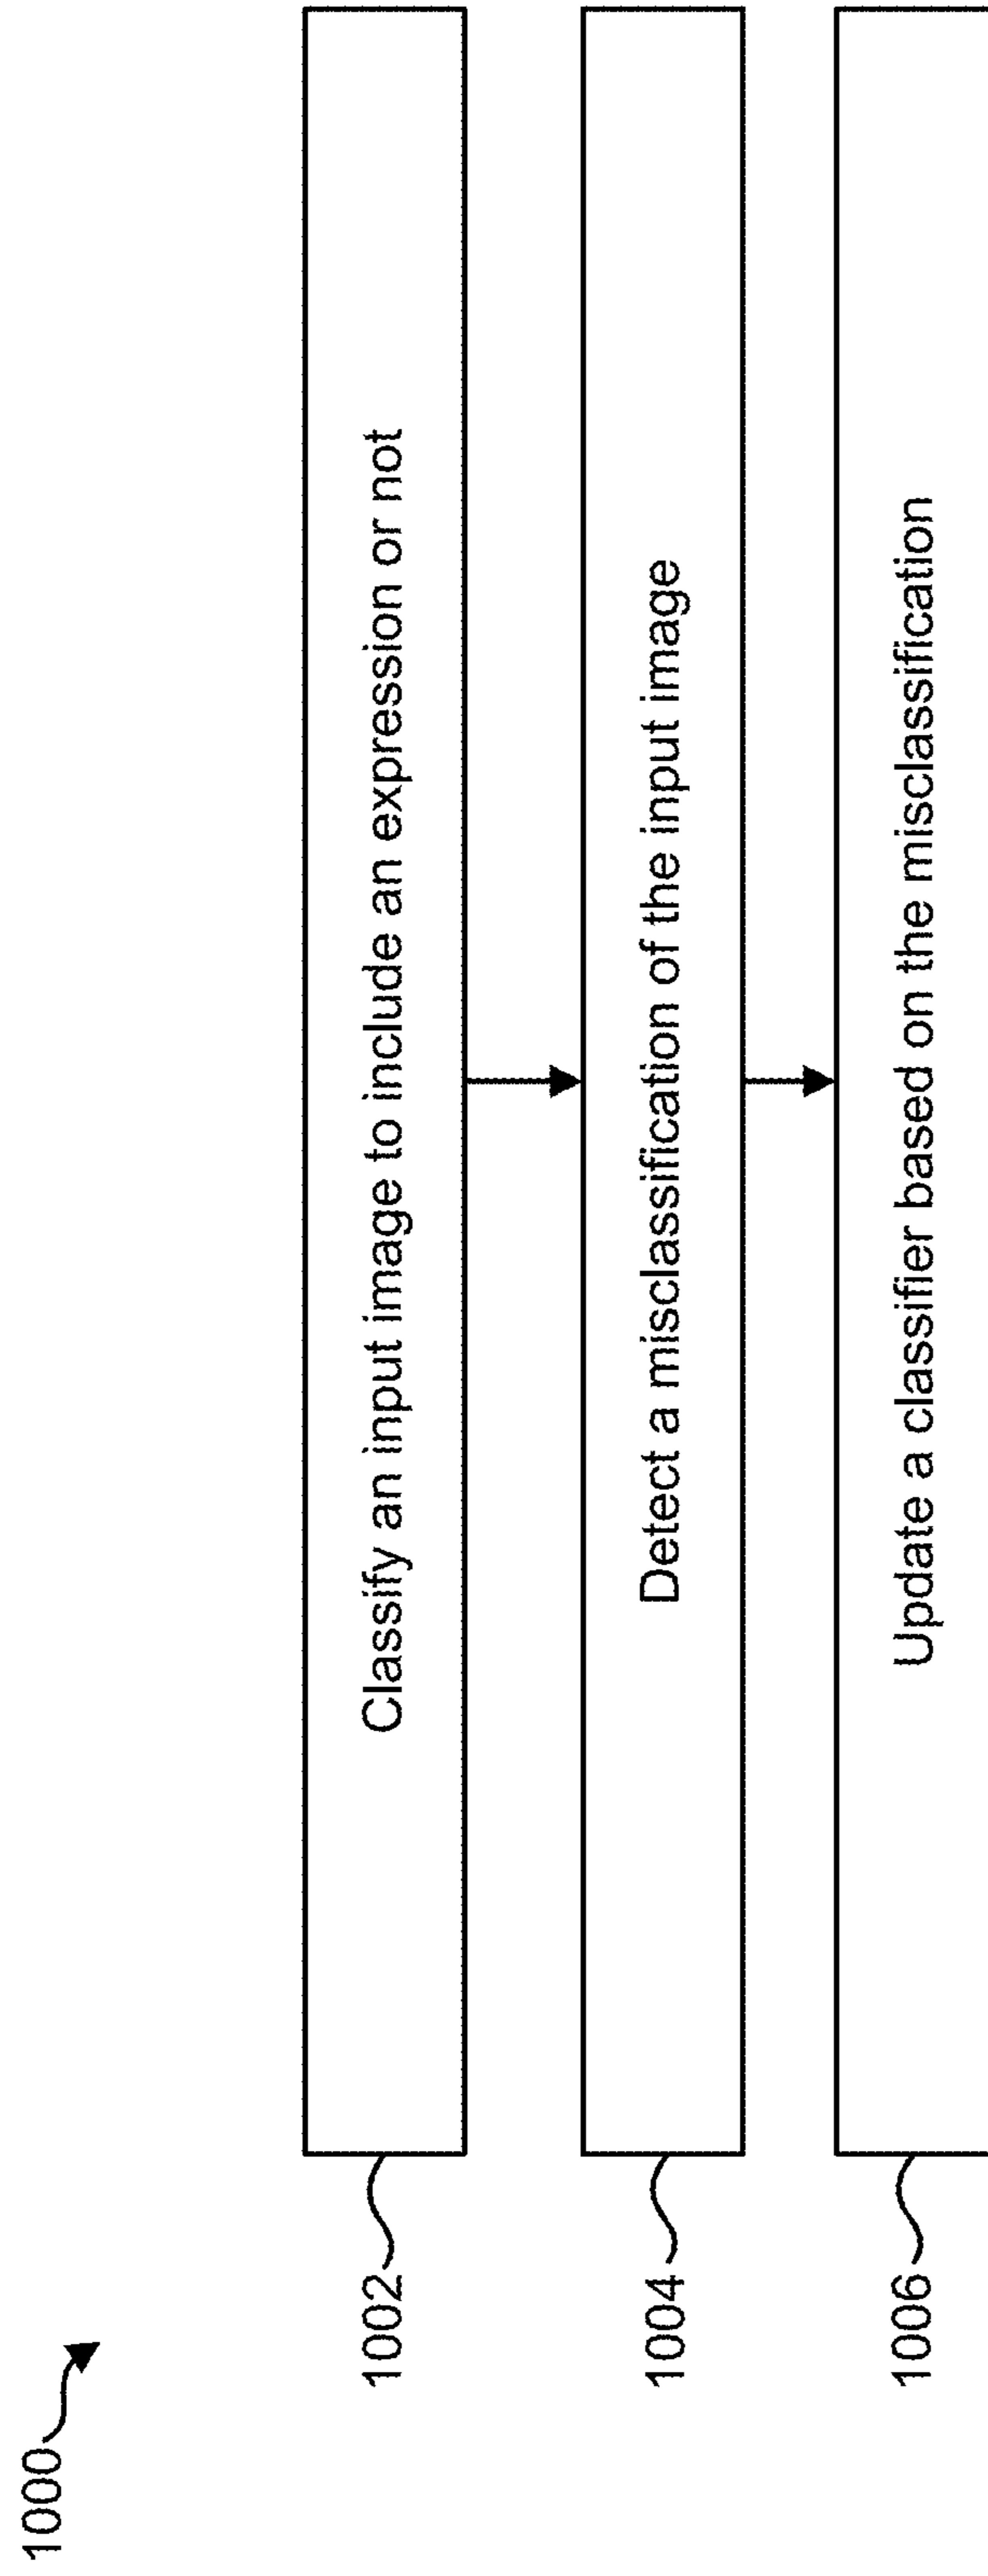 1000
1002
Classify an input image to include an expression or not
1004
Detect a misclassification of the input image
1006
Update a classifier based on the misclassification